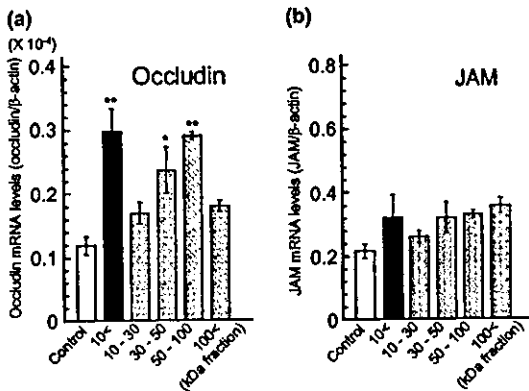 (a)
(X 10⁻⁴)
Occludin mRNA levels (occludin/β-actin)
0.4
0.3
0.2
0.1
0
Occludin
**
*
**
Control
10<
10 - 30
30 - 50
50 - 100
100<
(kDa fraction)
(b)
JAM mRNA levels (JAM/β-actin)
0.8
0.6
0.4
0.2
0
JAM
Control
10<
10 - 30
30 - 50
50 - 100
100<
(kDa fraction)